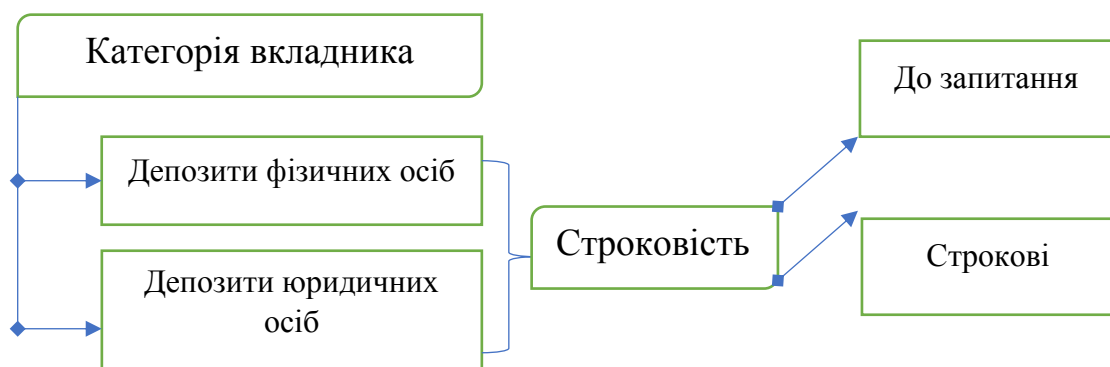 Категорія вкладника
До запитання
Депозити фізичних осіб
Строковість
Строкові
Депозити юридичних
осіб